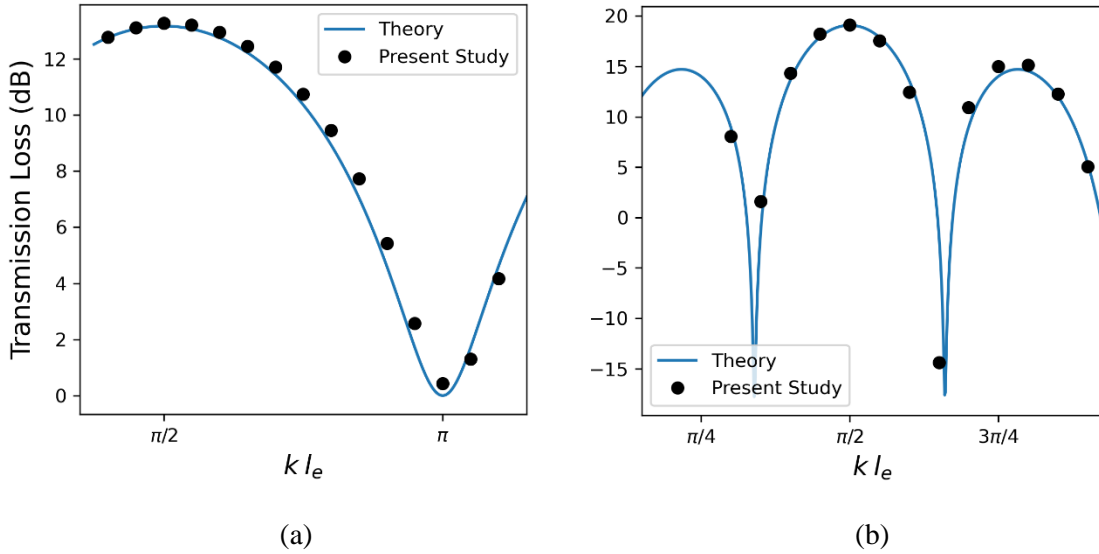 Transmission Loss (dB)
12
10
8
6
4
2
0
Theory
Present Study
π/2
π
k l_e
(a)
20
15
10
5
0
−5
−10
−15
Theory
Present Study
π/4
π/2
3π/4
k l_e
(b)